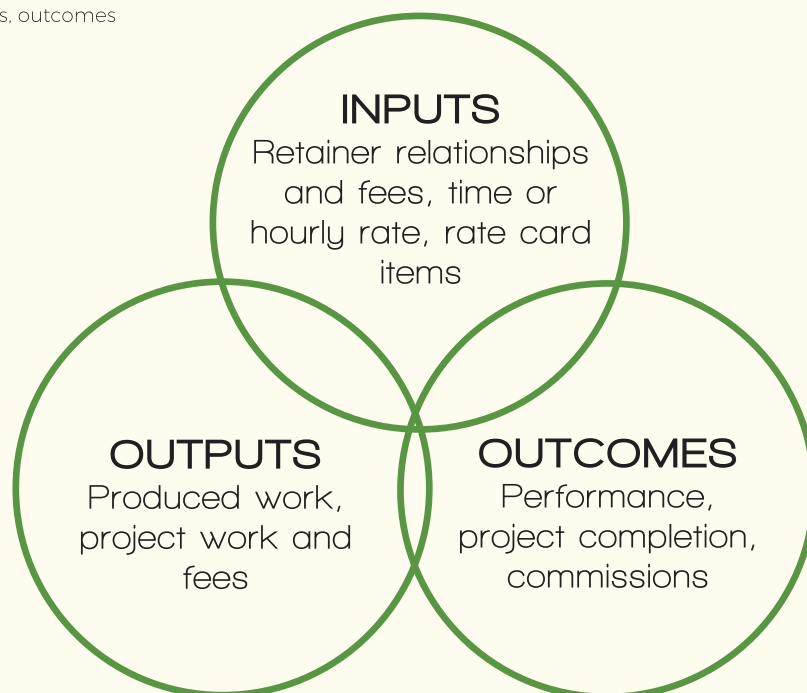 s, outcomes
INPUTS
Retainer relationships
and fees, time or
hourly rate, rate card
items
OUTPUTS
Produced work,
project work and
fees
OUTCOMES
Performance,
project completion,
commissions